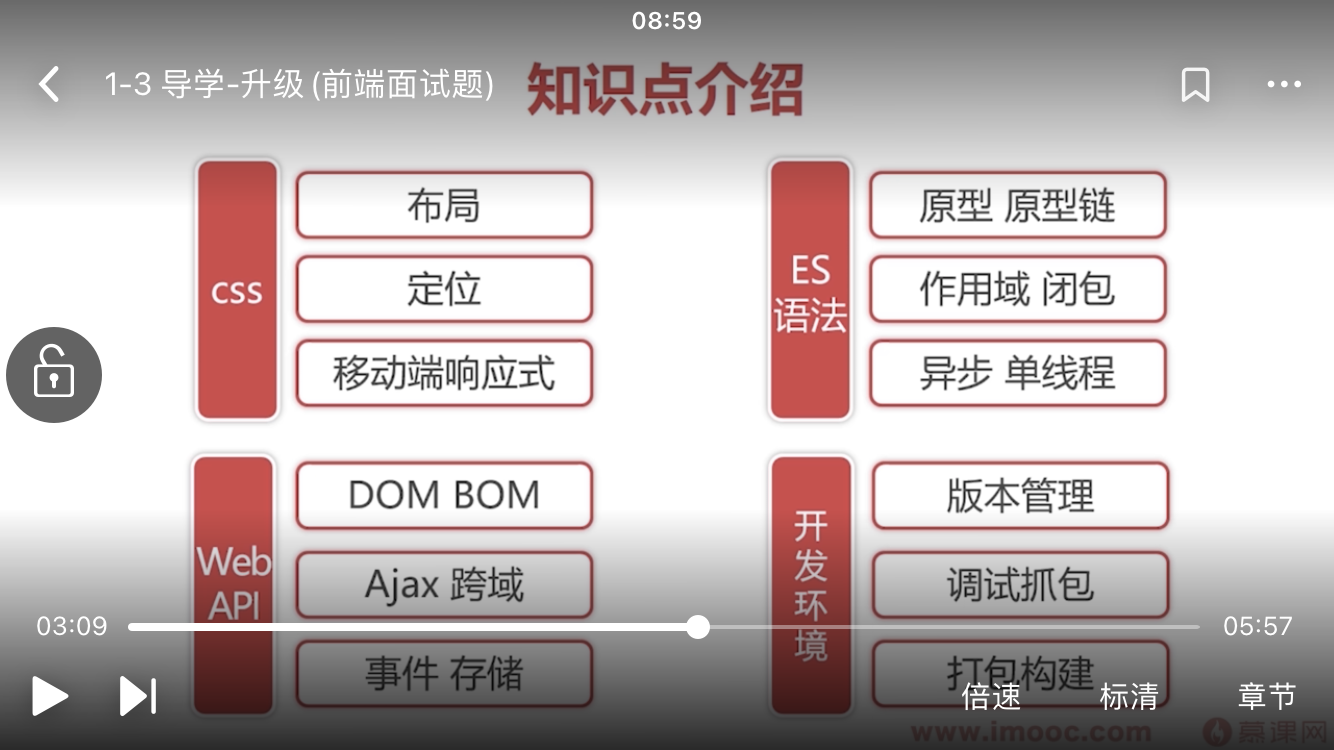 08:59
1-3 导学-升级 (前端面试题)
知识点介绍
css
布局
定位
移动端响应式
ES
语法
原型 原型链
作用域 闭包
异步 单线程
Web
API
DOM BOM
Ajax 跨域
事件 存储
开
发
环
境
版本管理
调试抓包
打包构建
03:09
05:57
倍速
标清
章节
www.imooc.com
慕课网